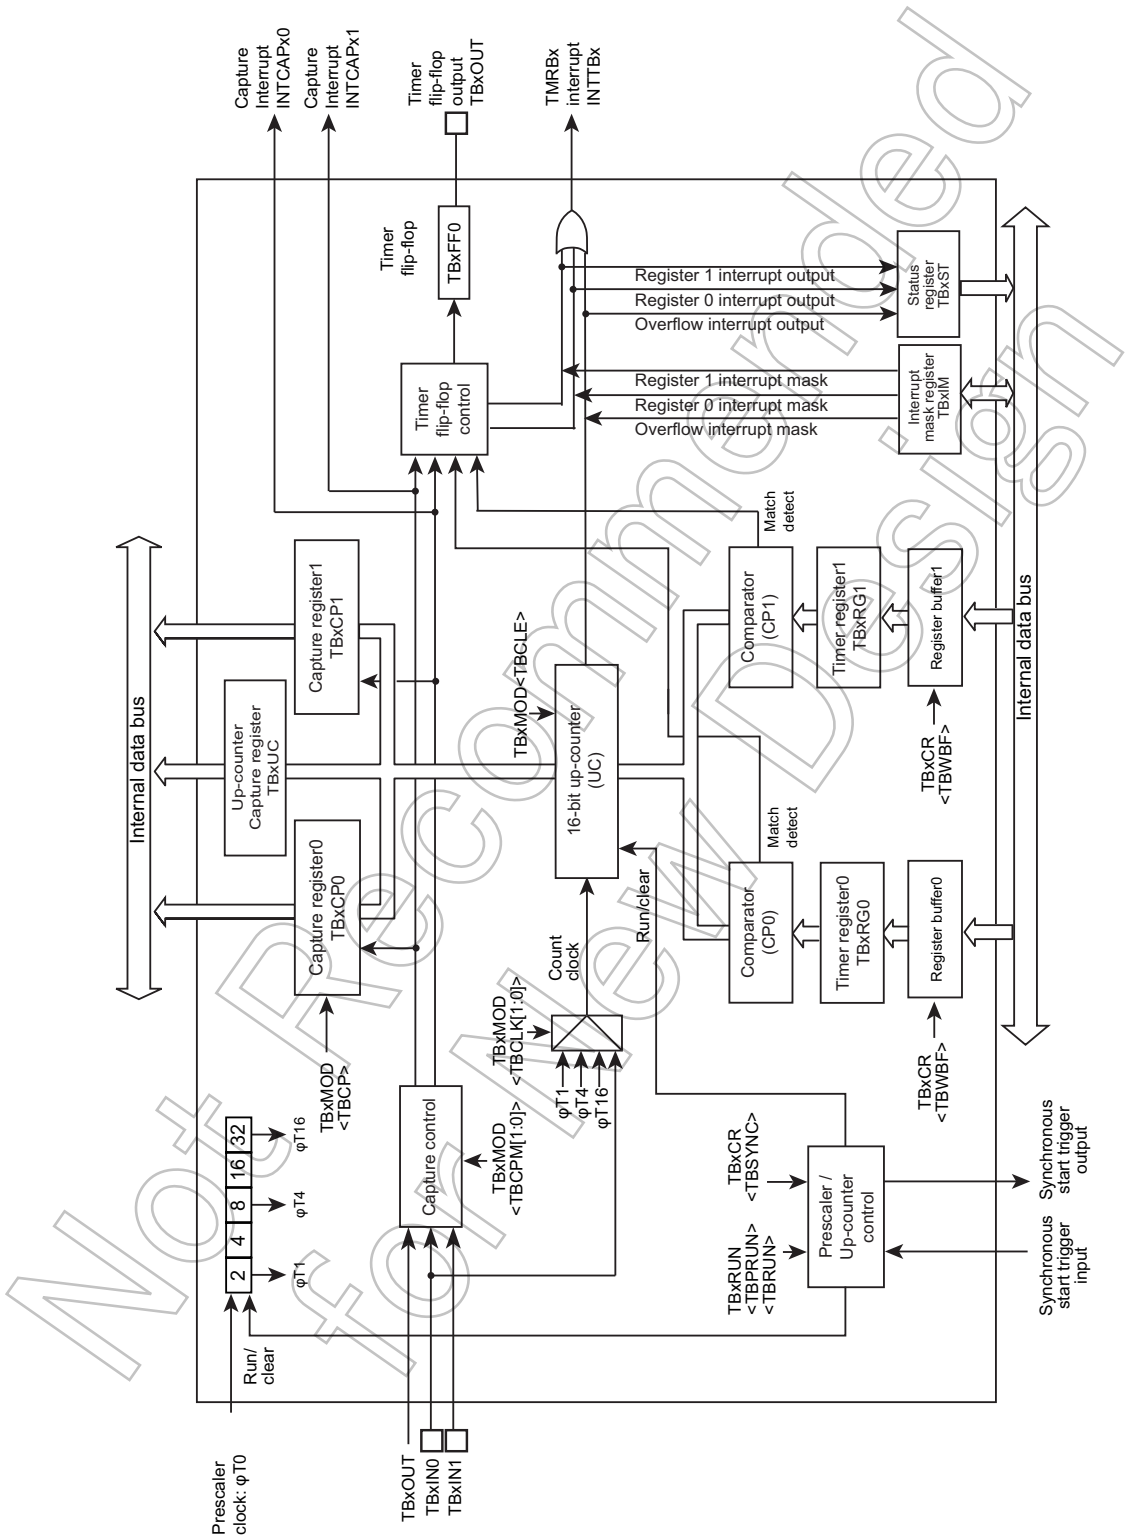 Prescaler
clock: φT0
Run/
clear
2
4
8
16
32
φT1
φT4
φT16
TBxMOD
<TBCP>
Internal data bus
Capture register0
TBxCP0
Up-counter
Capture register
TBxUC
Capture register1
TBxCP1
Capture
Interrupt
INTCAPx0
Capture
Interrupt
INTCAPx1
TBxOUT
TBxIN0
TBxIN1
Capture control
TBxMOD
<TBCPM[1:0]>
Timer
flip-flop
control
Timer
flip-flop
TBxFF0
Timer
flip-flop
output
TBxOUT
TBxMOD
<TBCLK[1:0]>
φT1
φT4
φT16
Count
clock
TBxMOD<TBCLE>
16-bit up-counter
(UC)
Run/clear
TMRBx
interrupt
INTTBx
Register 1 interrupt output
Register 0 interrupt output
Overflow interrupt output
Register 1 interrupt mask
Register 0 interrupt mask
Overflow interrupt mask
Status
register
TBxST
Interrupt
mask register
TBxIM
TBxRUN
<TBPRUN>
<TBRUN>
TBxCR
<TBSYNC>
Prescaler /
Up-counter
control
Comparator
(CP0)
Match
detect
Comparator
(CP1)
Match
detect
Timer register0
TBxRG0
Timer register1
TBxRG1
Register buffer0
Register buffer1
TBxCR
<TBWBF>
TBxCR
<TBWBF>
Internal data bus
Synchronous
start trigger
input
Synchronous
start trigger
output
Not Recommended
for New Design